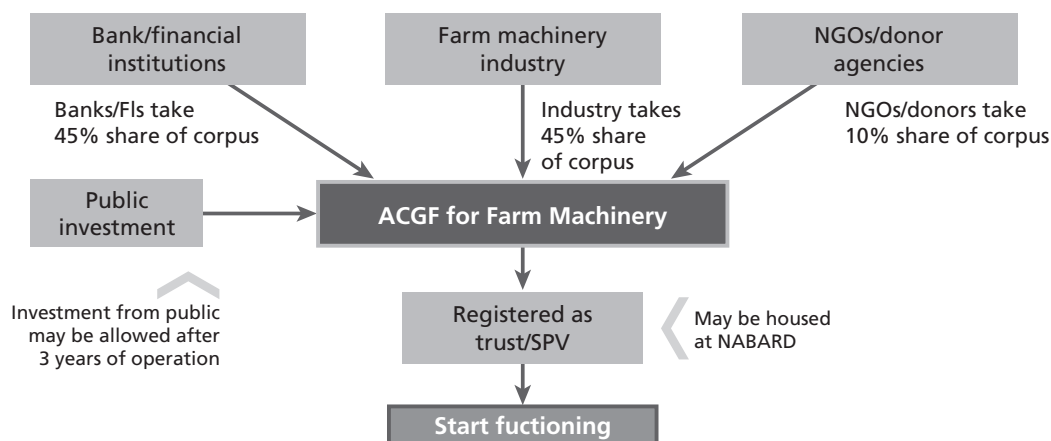 Bank/financial
institutions
Farm machinery
industry
NGOs/donor
agencies
Banks/FIs take
45% share of corpus
Industry takes
45% share
of corpus
NGOs/donors take
10% share of corpus
Public
investment
ACGF for Farm Machinery
Investment from public
may be allowed after
3 years of operation
Registered as
trust/SPV
May be housed
at NABARD
Start fuctioning